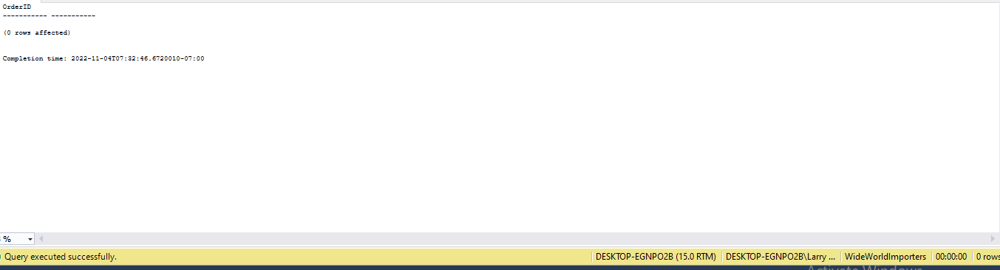 OrderID
----------- -----------
(0 rows affected)
Completion time: 2022-11-04T07:32:46.6720010-07:00
%
Query executed successfully.
DESKTOP-EGNPO2B (15.0 RTM)
DESKTOP-EGNPO2B\Larry ...
WideWorldImporters
00:00:00
0 rows
Activate Windows